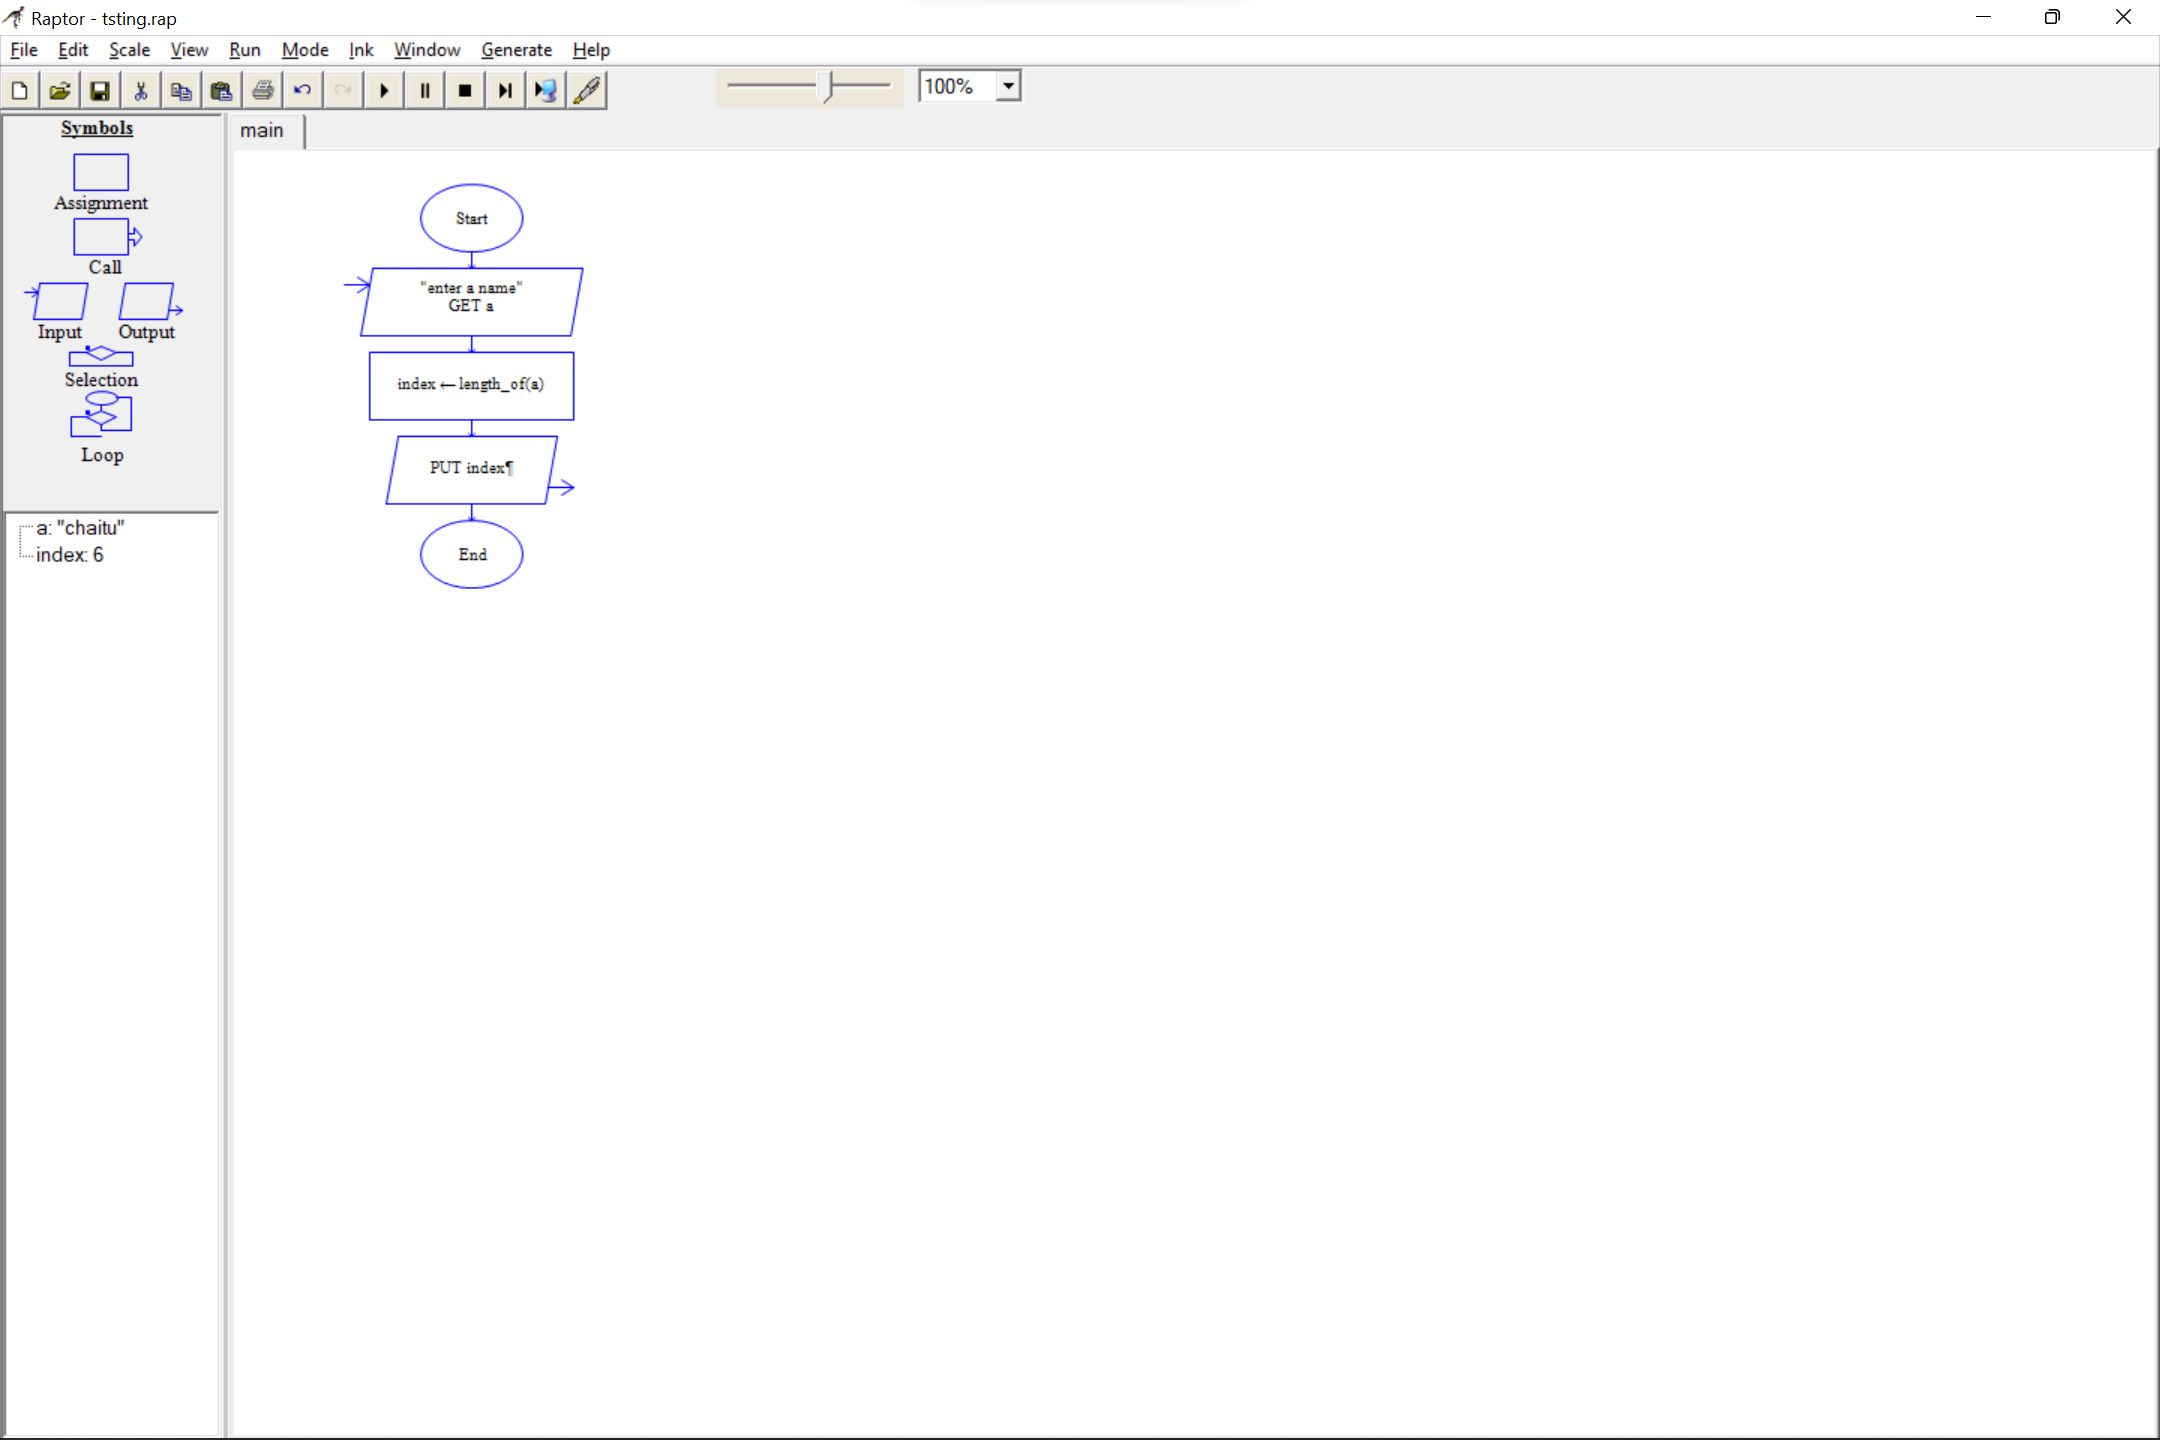 Raptor - tsting.rap
File Edit Scale View Run Mode Ink Window Generate Help
100%
Symbols
main
Assignment
Call
Input Output
Selection
Loop
Start
"enter a name"
GET a
index ← length_of(a)
PUT index¶
End
a: "chaitu"
index: 6